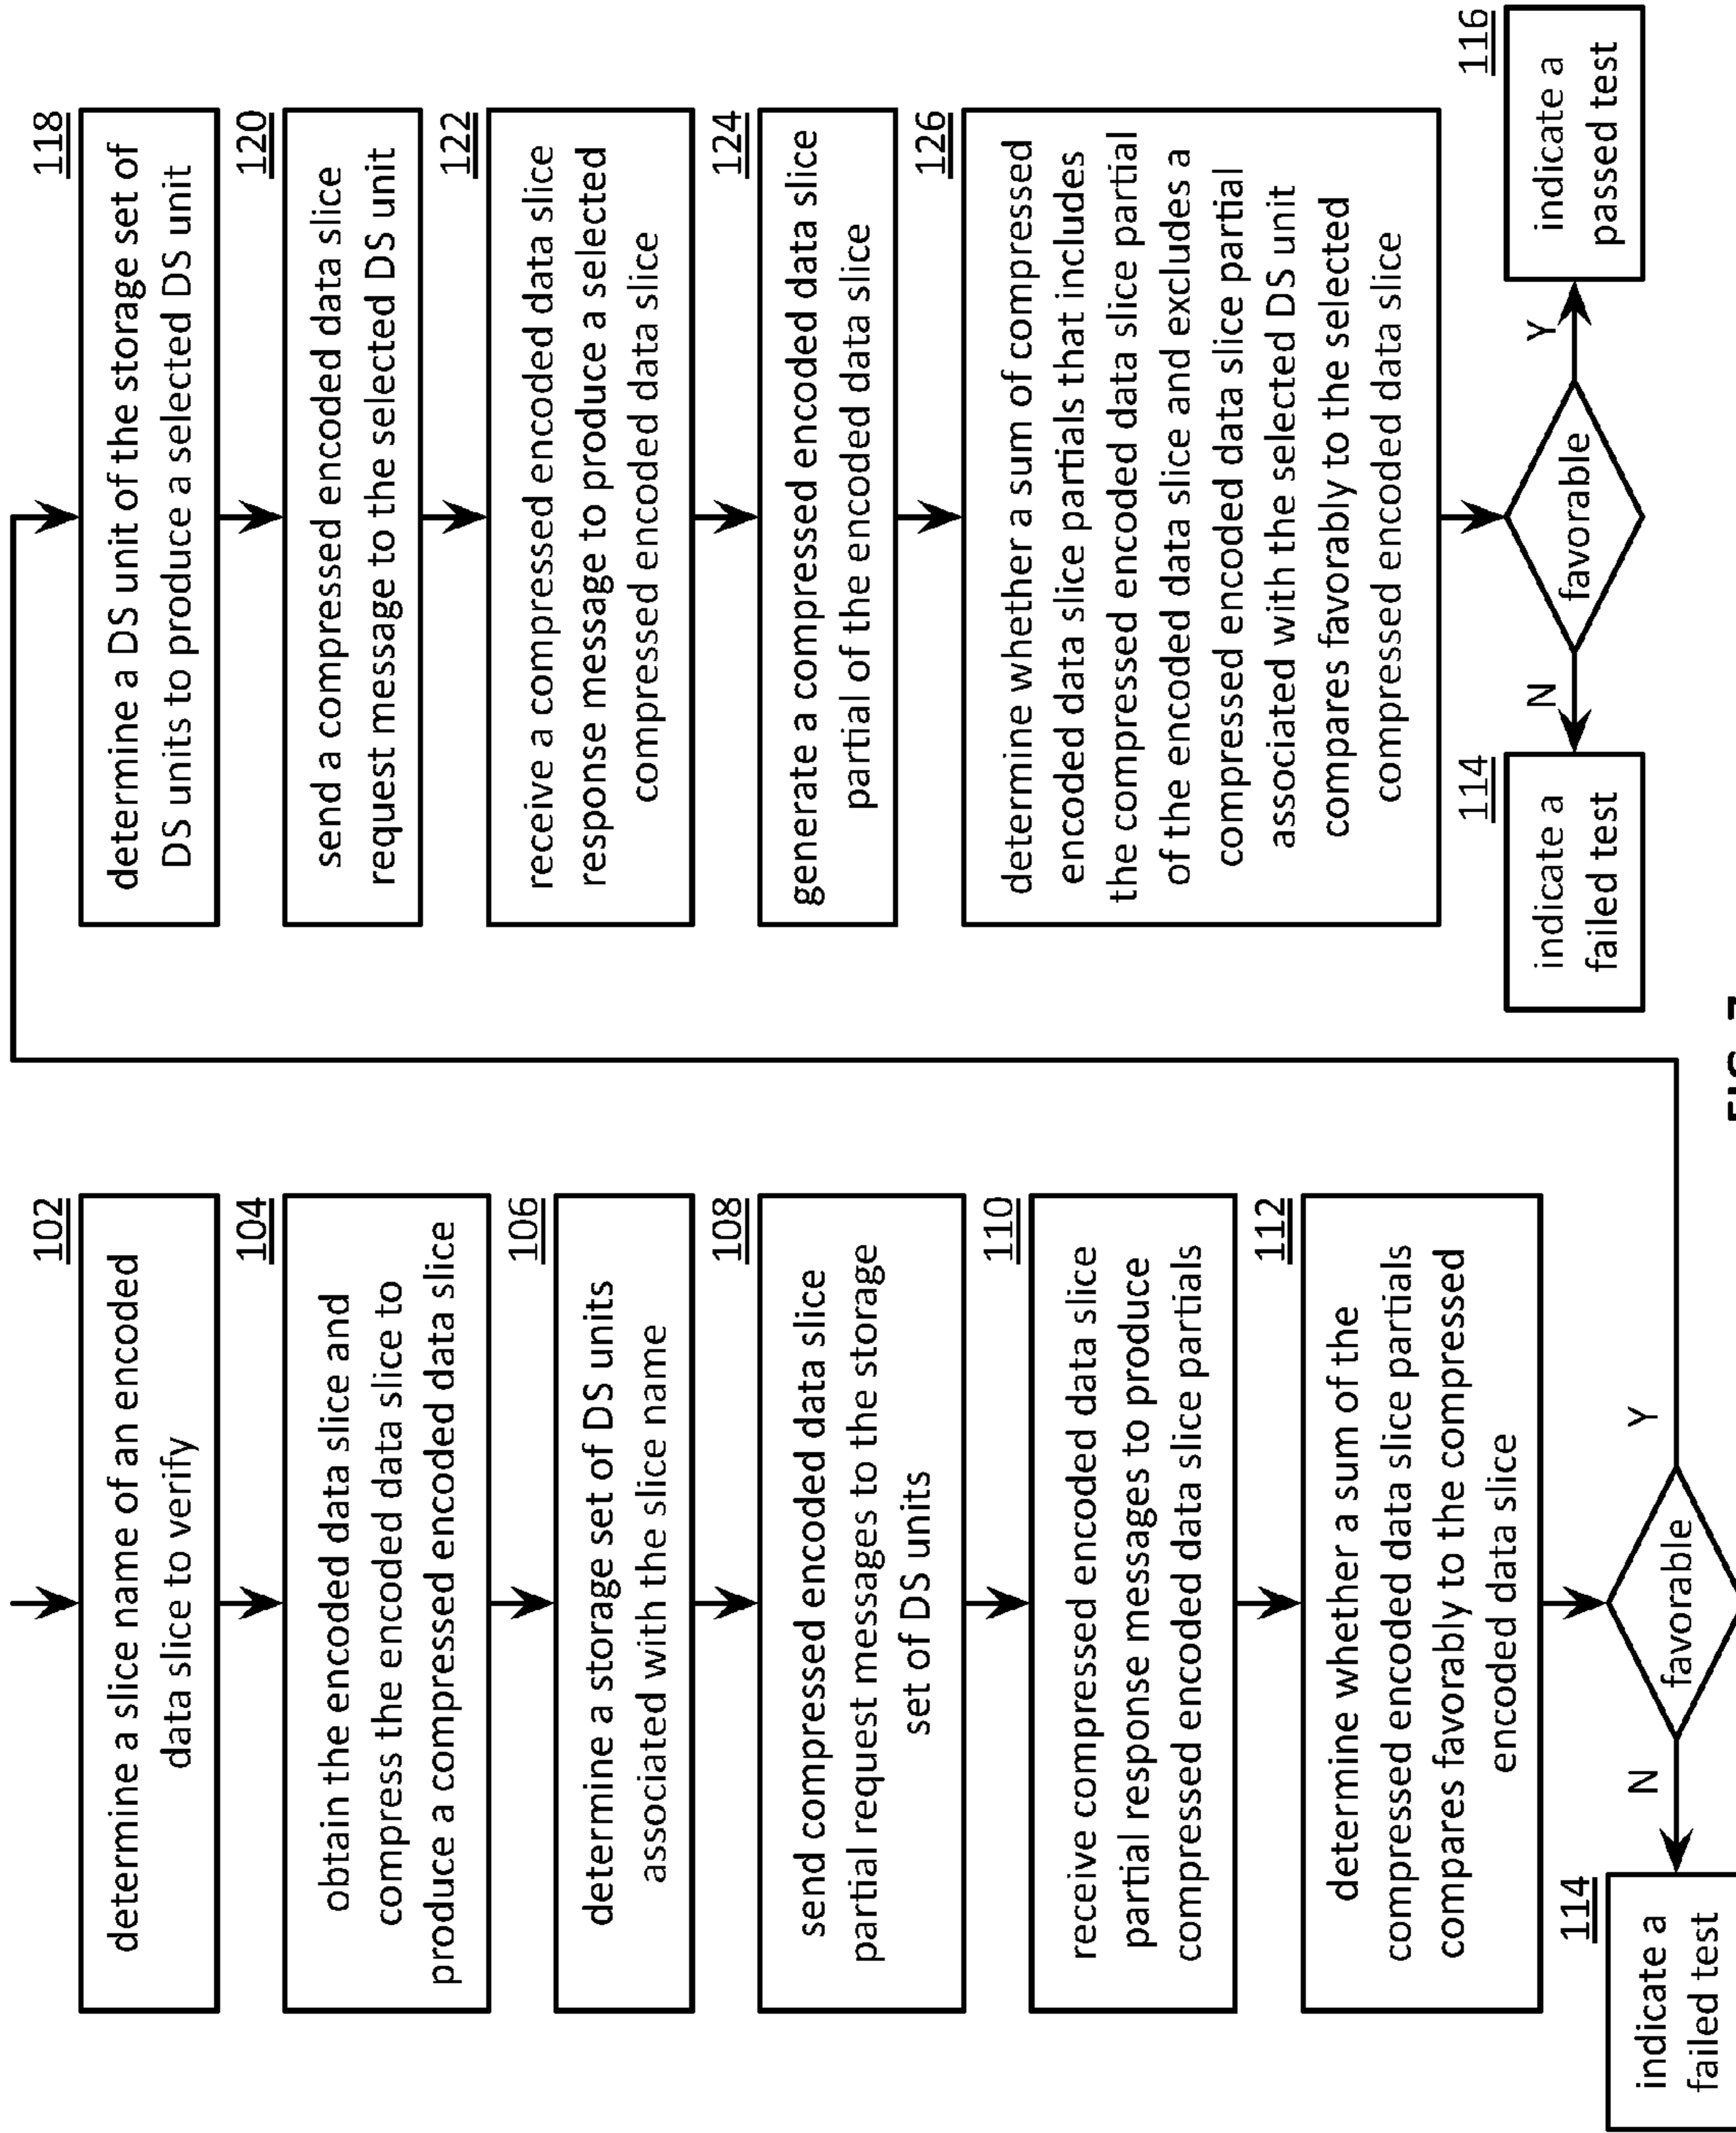 102
determine a slice name of an encoded
data slice to verify
104
obtain the encoded data slice and
compress the encoded data slice to
produce a compressed encoded data slice
106
determine a storage set of DS units
associated with the slice name
108
send compressed encoded data slice
partial request messages to the storage
set of DS units
110
receive compressed encoded data slice
partial response messages to produce
compressed encoded data slice partials
112
determine whether a sum of the
compressed encoded data slice partials
compares favorably to the compressed
encoded data slice
favorable
N
Y
114
indicate a
failed test
118
determine a DS unit of the storage set of
DS units to produce a selected DS unit
120
send a compressed encoded data slice
request message to the selected DS unit
122
receive a compressed encoded data slice
response message to produce a selected
compressed encoded data slice
124
generate a compressed encoded data slice
partial of the encoded data slice
126
determine whether a sum of compressed
encoded data slice partials that includes
the compressed encoded data slice partial
of the encoded data slice and excludes a
compressed encoded data slice partial
associated with the selected DS unit
compares favorably to the selected
compressed encoded data slice
favorable
N
Y
114
indicate a
failed test
116
indicate a
passed test